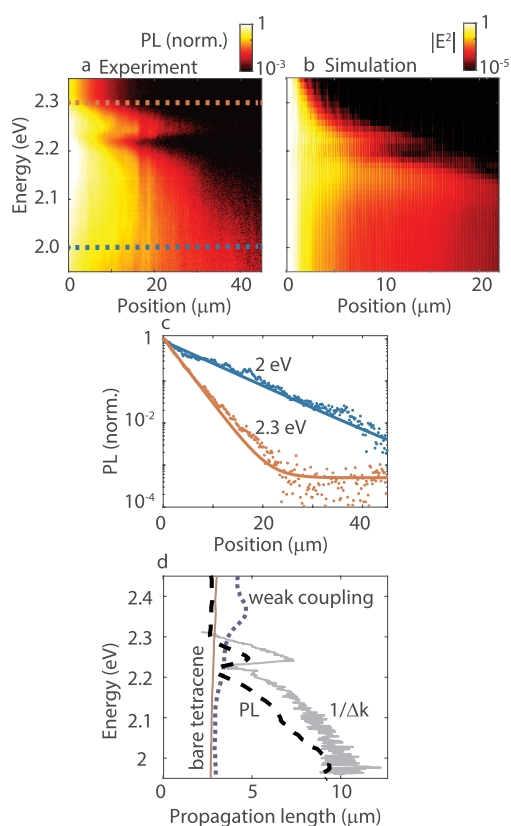 PL (norm.)
1
10-3
|E²|
1
10-5
a Experiment
b Simulation
Energy (eV)
2.3
2.2
2.1
2.0
0
20
40
Position (μm)
0
10
20
Position (μm)
c
PL (norm.)
1
10-2
10-4
2 eV
2.3 eV
0
20
40
Position (μm)
d
Energy (eV)
2.4
2.3
2.2
2.1
2
bare tetracene
weak coupling
PL
1/Δk
0
5
10
Propagation length (μm)